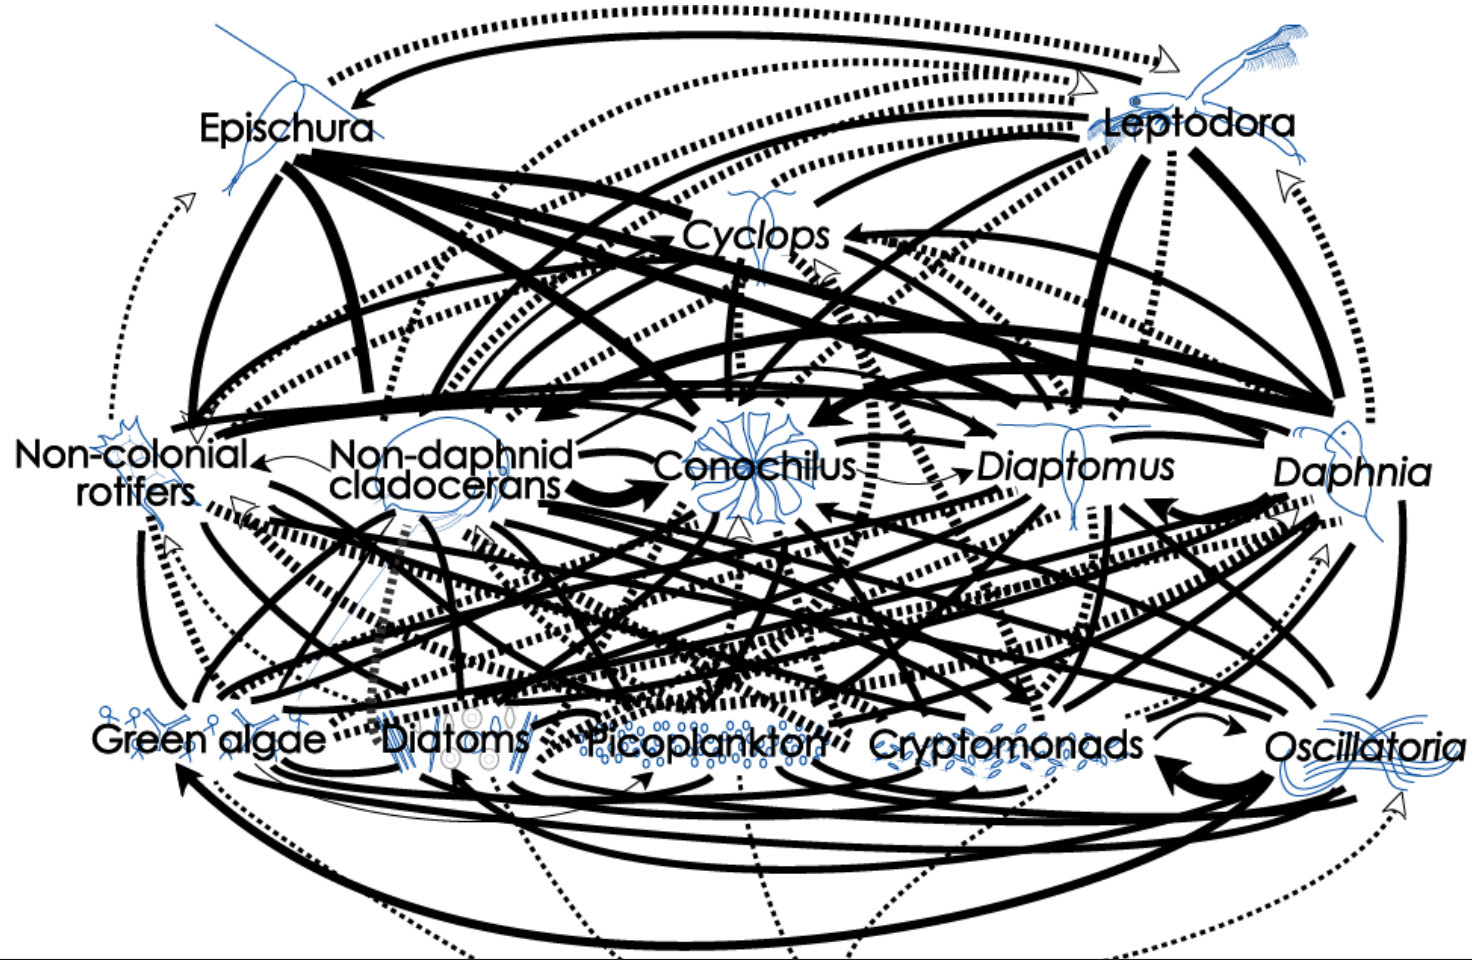 Epischura
Leptodora
Cyclops
Non-colonial
rotifers
Non-daphnid
cladocerans
Conochilus
Diaptomus
Daphnia
Green algae
Diatoms
Picoplankton
Cryptomonads
Oscillatoria